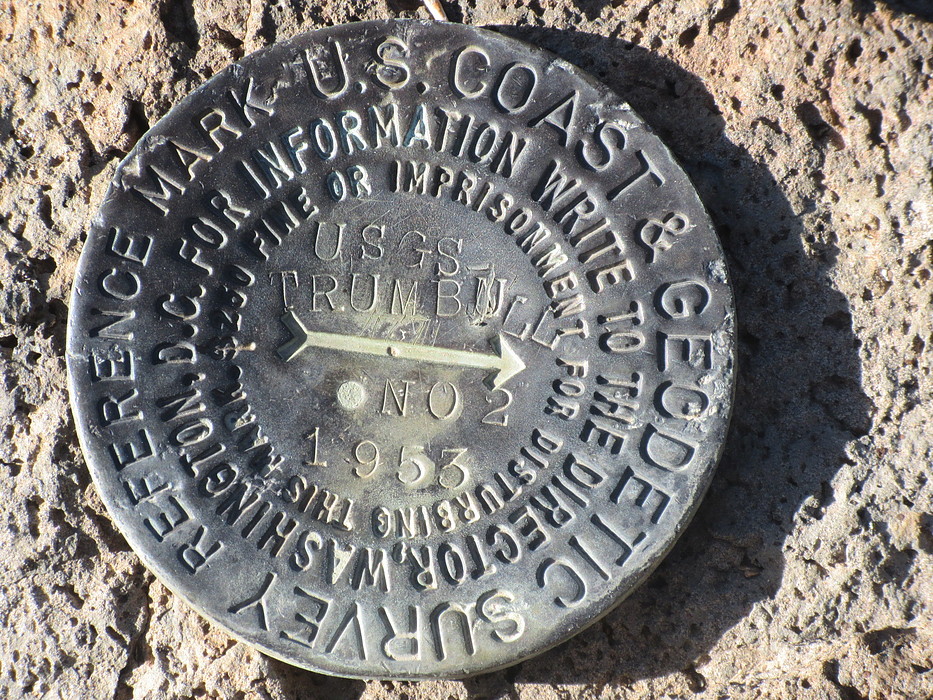 U.S. COAST & GEODETIC SURVEY REFERENCE MARK
FOR INFORMATION WRITE TO THE DIRECTOR, WASHINGTON, D.C.
$250 FINE OR IMPRISONMENT FOR DISTURBING THIS MARK.
USGS-
TRUMBULL
NO 2
1953